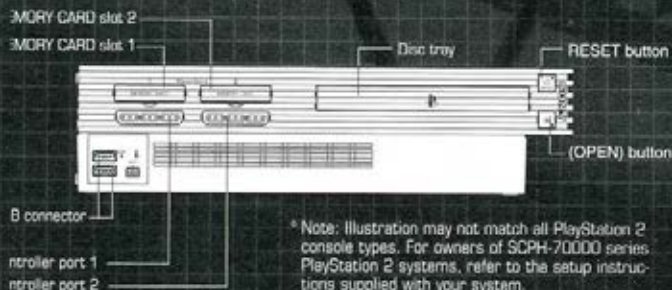 EMORY CARD slot 2
EMORY CARD slot 1
Disc tray
RESET button
(OPEN) button
B connector
ntroller port 1
ntroller port 2
* Note: Illustration may not match all PlayStation 2
console types. For owners of SCPH-70000 series
PlayStation 2 systems, refer to the setup instruc-
tions supplied with your system.